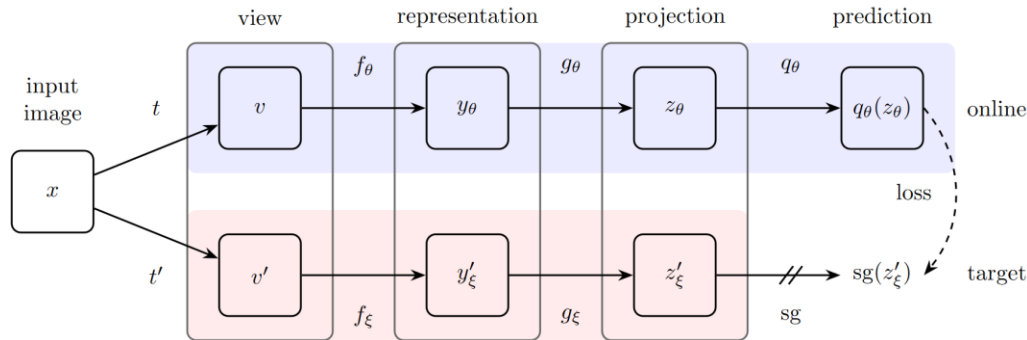 view representation projection prediction
input
image
t
f_θ
g_θ
q_θ
v
y_θ
z_θ
q_θ(z_θ)
online
x
loss
t′
v′
y′_ξ
z′_ξ
sg(z′_ξ)
target
f_ξ
g_ξ
sg